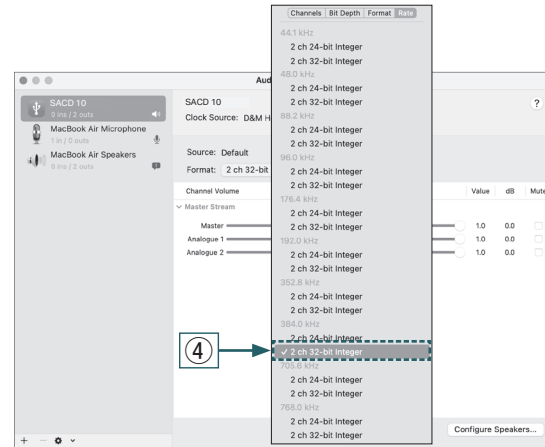 Channels Bit Depth Format Rate
44.1 kHz
2 ch 24-bit Integer
2 ch 32-bit Integer
48.0 kHz
2 ch 24-bit Integer
2 ch 32-bit Integer
88.2 kHz
2 ch 24-bit Integer
2 ch 32-bit Integer
96.0 kHz
2 ch 24-bit Integer
2 ch 32-bit Integer
176.4 kHz
2 ch 24-bit Integer
2 ch 32-bit Integer
192.0 kHz
2 ch 24-bit Integer
2 ch 32-bit Integer
352.8 kHz
2 ch 24-bit Integer
2 ch 32-bit Integer
384.0 kHz
2 ch 24-bit Integer
✓ 2 ch 32-bit Integer
705.6 kHz
2 ch 24-bit Integer
2 ch 32-bit Integer
768.0 kHz
2 ch 24-bit Integer
2 ch 32-bit Integer
Aud
SACD 10
0 ins / 2 outs
MacBook Air Microphone
1 in / 0 outs
MacBook Air Speakers
0 ins / 2 outs
SACD 10
?
Clock Source: D&M H
Source: Default
Format: 2 ch 32-bit
Channel Volume Value dB Mute
Master Stream
Master 1.0 0.0
Analogue 1 1.0 0.0
Analogue 2 1.0 0.0
④
Configure Speakers...